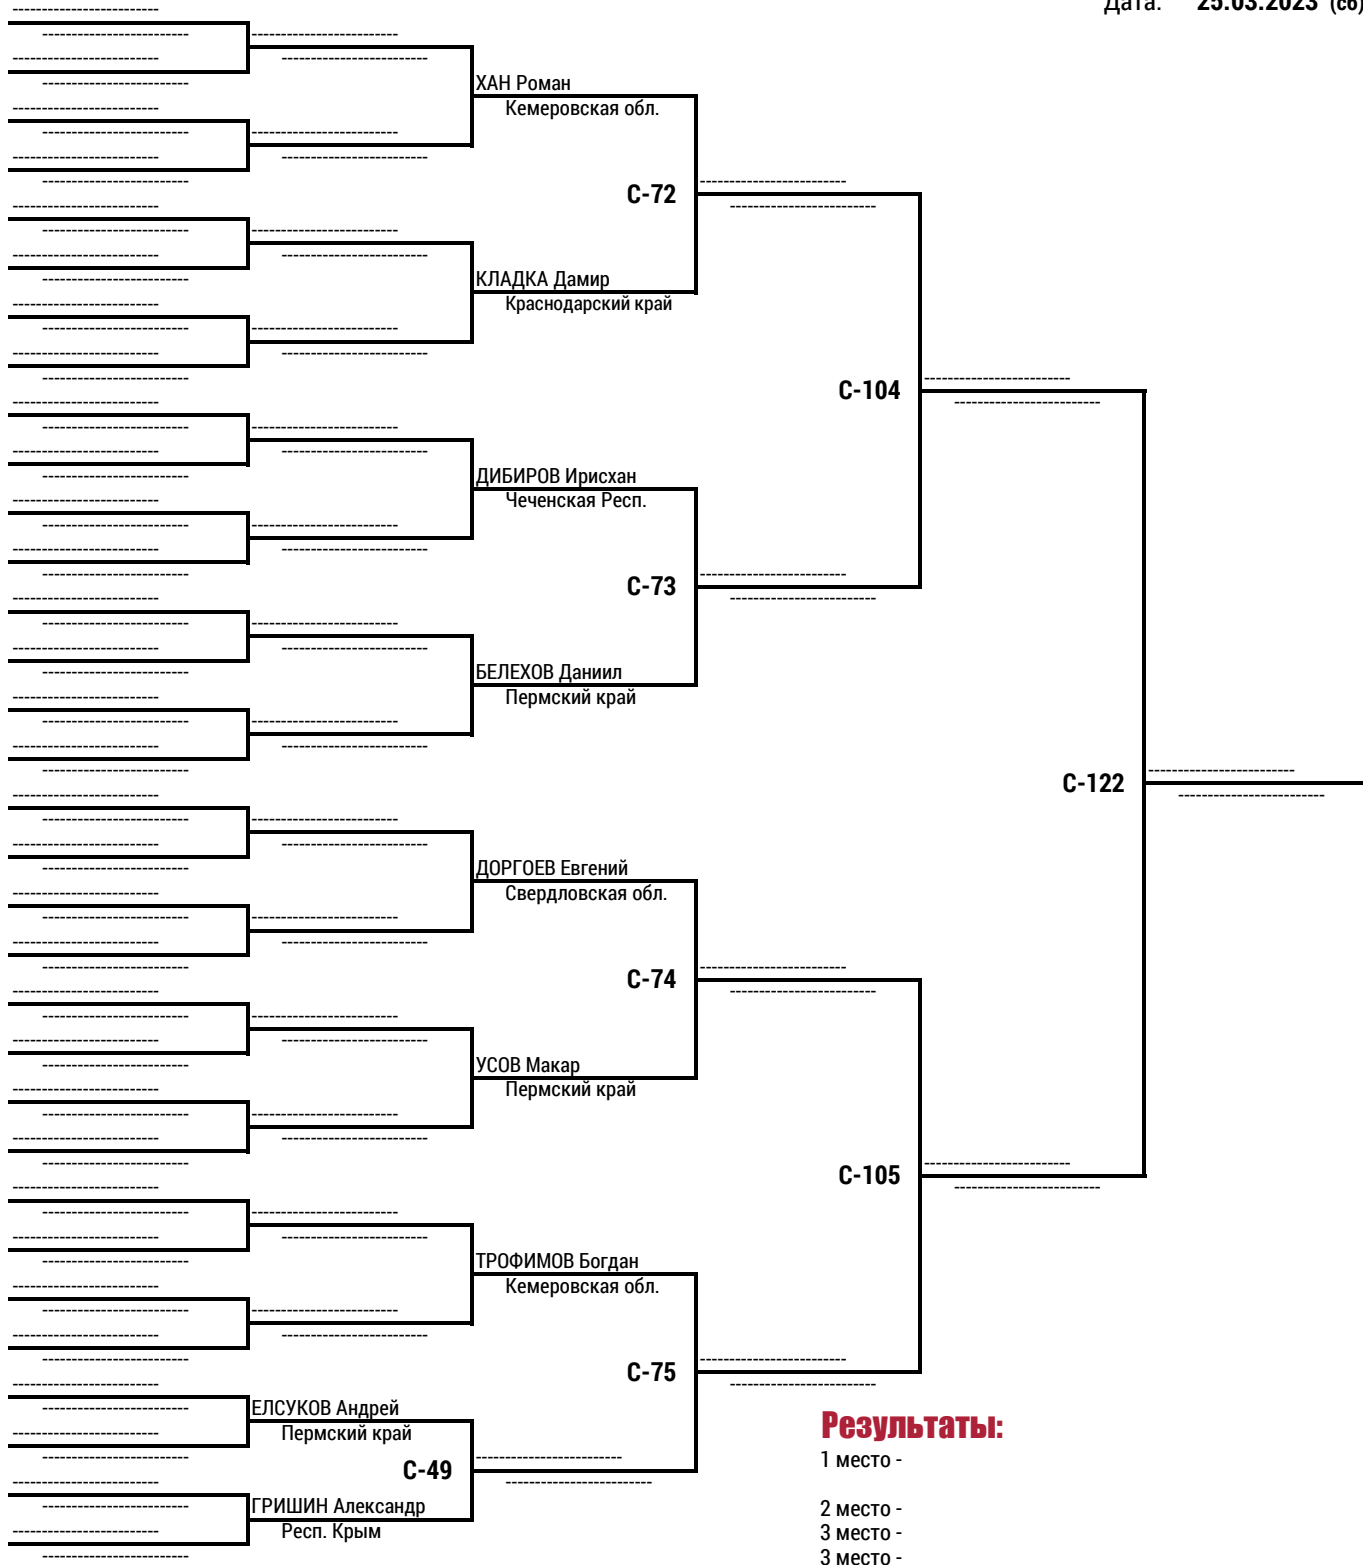 Дата: 25.03.2023 (сб)
ХАН Роман
Кемеровская обл.
С-72
КЛАДКА Дамир
Краснодарский край
С-104
ДИБИРОВ Ирисхан
Чеченская Респ.
С-73
БЕЛЕХОВ Даниил
Пермский край
С-122
ДОРГОЕВ Евгений
Свердловская обл.
С-74
УСОВ Макар
Пермский край
С-105
ТРОФИМОВ Богдан
Кемеровская обл.
С-75
ЕЛСУКОВ Андрей
Пермский край
С-49
ГРИШИН Александр
Респ. Крым
Результаты:
1 место -
2 место -
3 место -
3 место -